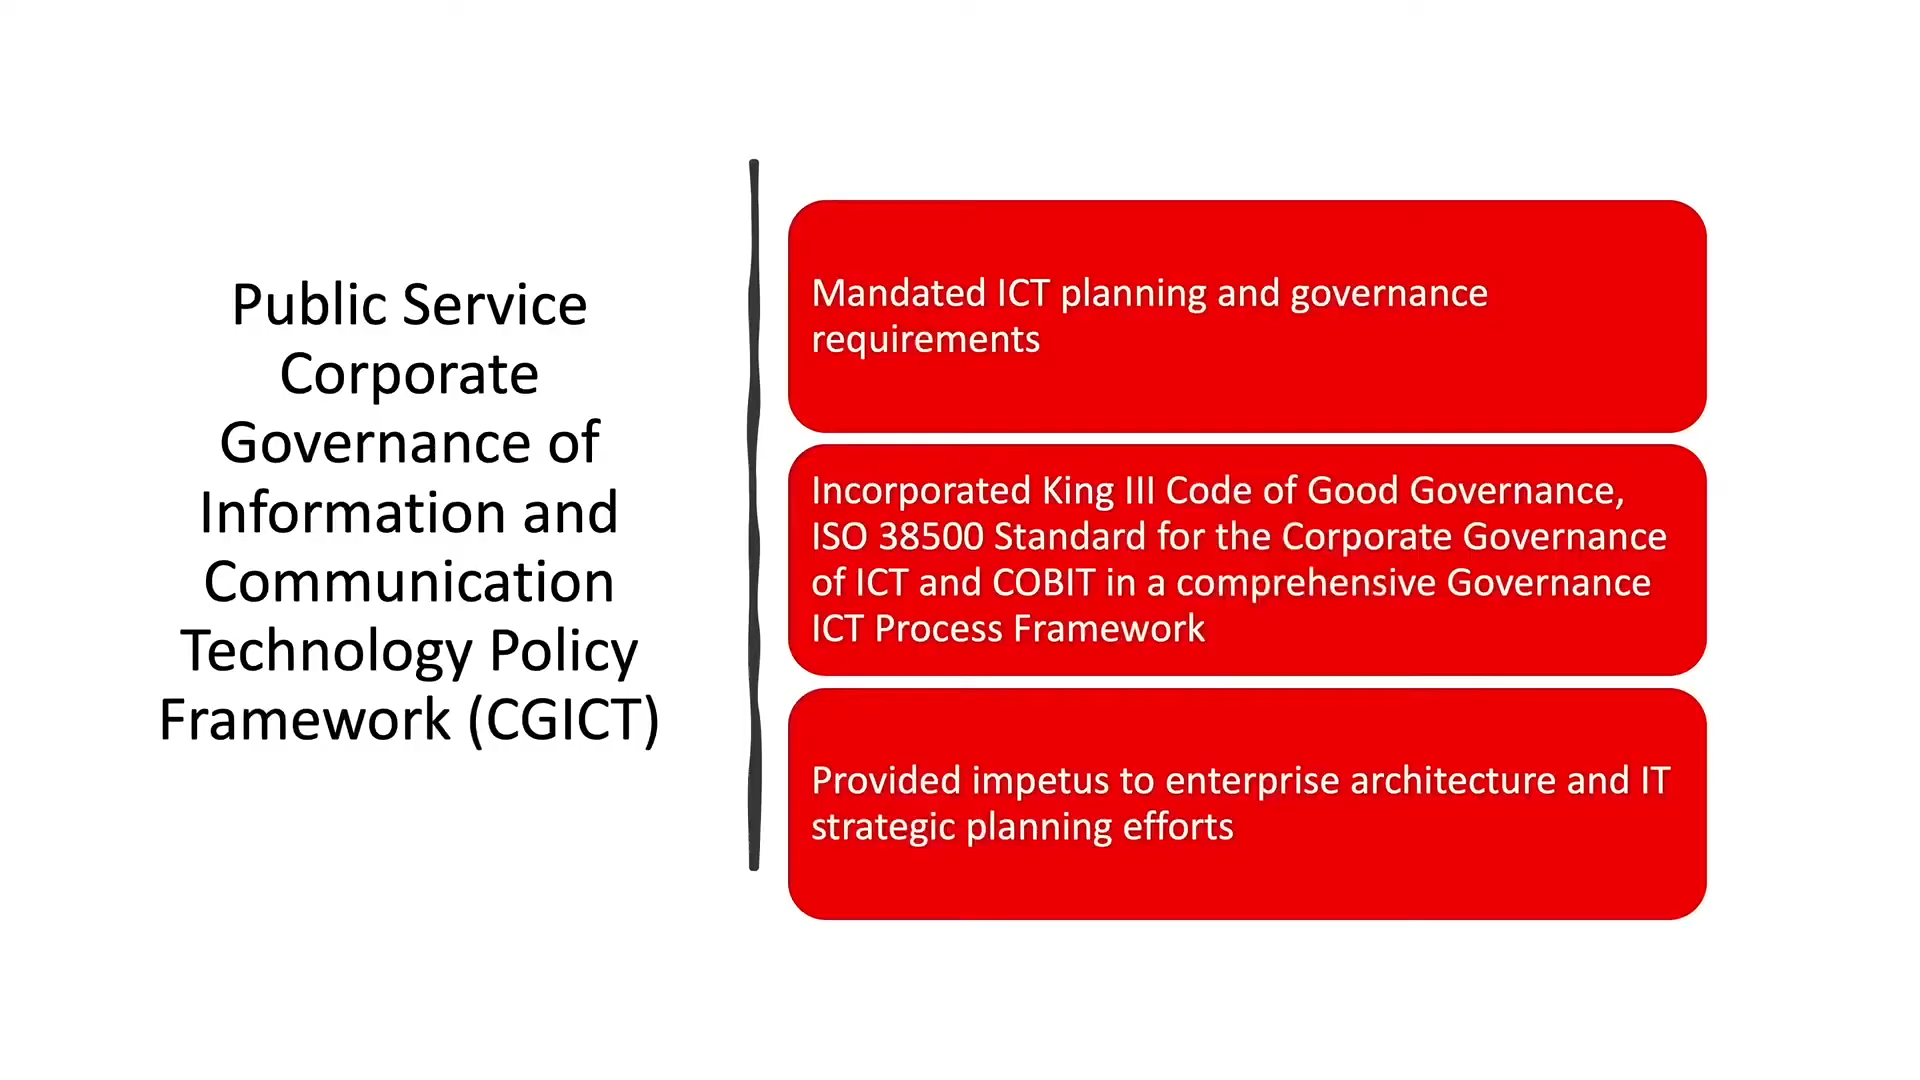 Public Service
Corporate
Governance of
Information and
Communication
Technology Policy
Framework (CGICT)
Mandated ICT planning and governance
requirements
Incorporated King III Code of Good Governance,
ISO 38500 Standard for the Corporate Governance
of ICT and COBIT in a comprehensive Governance
ICT Process Framework
Provided impetus to enterprise architecture and IT
strategic planning efforts